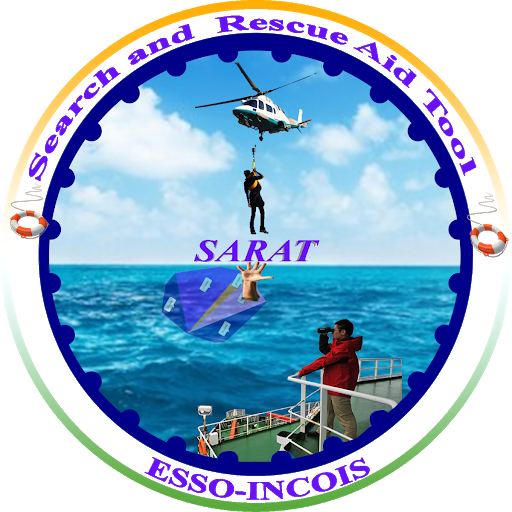 Search and Rescue Aid Tool
SARAT
ESSO-INCOIS